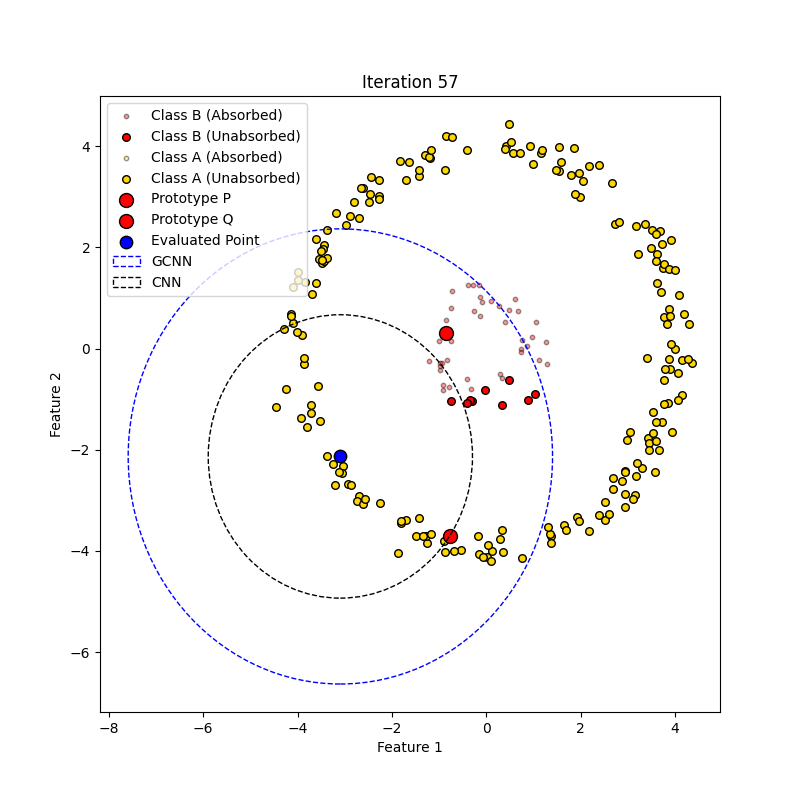 Iteration 57
Class B (Absorbed)
Class B (Unabsorbed)
Class A (Absorbed)
Class A (Unabsorbed)
Prototype P
Prototype Q
Evaluated Point
GCNN
CNN
4
2
0
−2
−4
−6
Feature 2
−8 −6 −4 −2 0 2 4
Feature 1